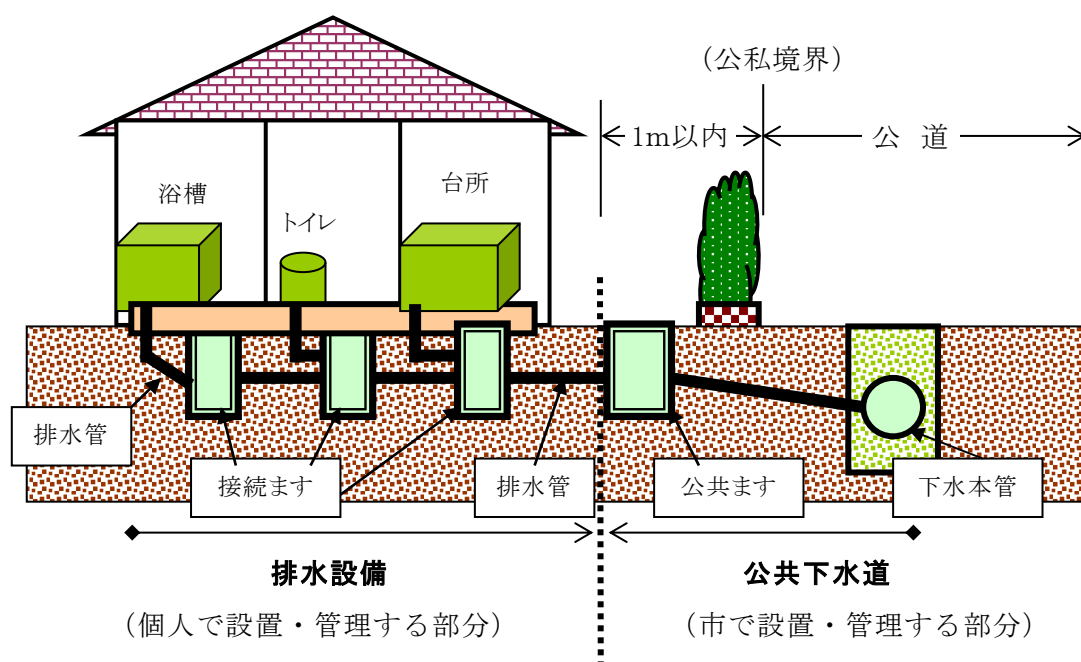 （公私境界）
1m以内
公 道
浴槽
トイレ
台所
排水管
接続ます
排水管
公共ます
下水本管
排水設備
公共下水道
（個人で設置・管理する部分）
（市で設置・管理する部分）